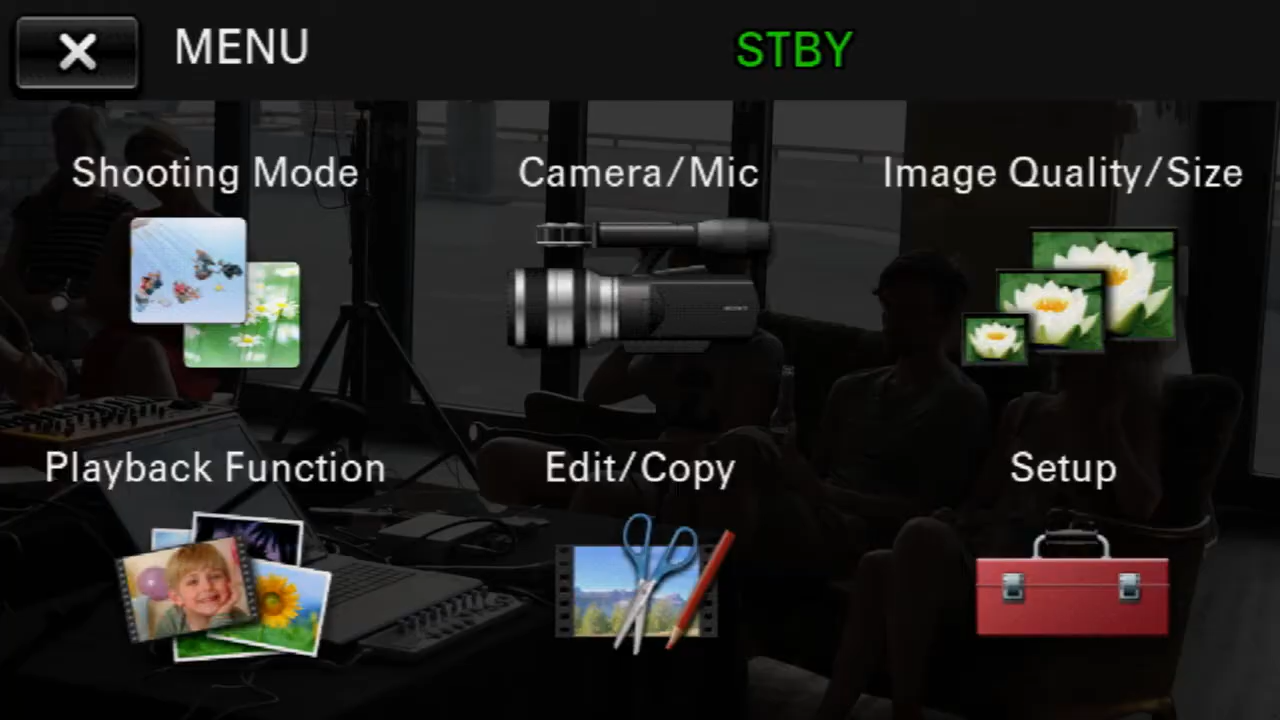 MENU
STBY
Shooting Mode
Camera/Mic
Image Quality/Size
Playback Function
Edit/Copy
Setup